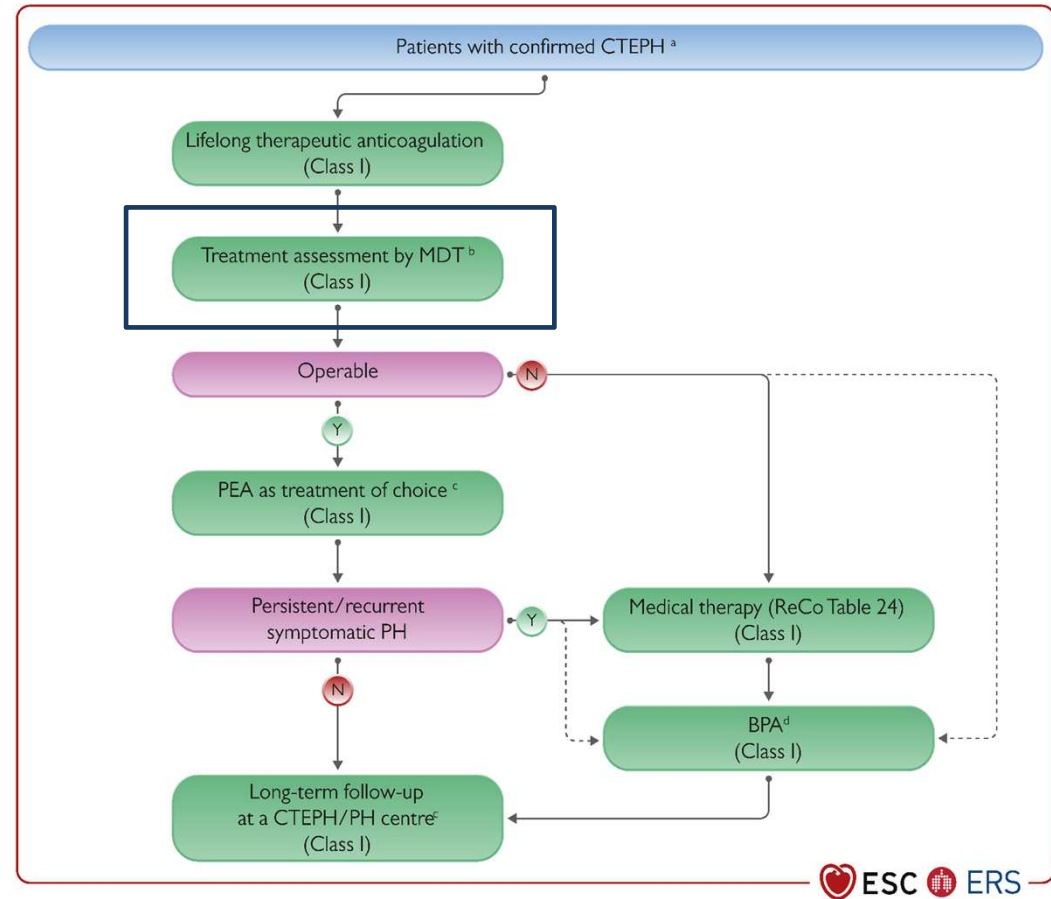 Patients with confirmed CTEPH a
Lifelong therapeutic anticoagulation
(Class I)
Treatment assessment by MDT b
(Class I)
Operable
N
Y
PEA as treatment of choice c
(Class I)
Persistent/recurrent
symptomatic PH
Y
Medical therapy (ReCo Table 24)
(Class I)
N
BPA d
(Class I)
Long-term follow-up
at a CTEPH/PH centre c
(Class I)
ESC ERS